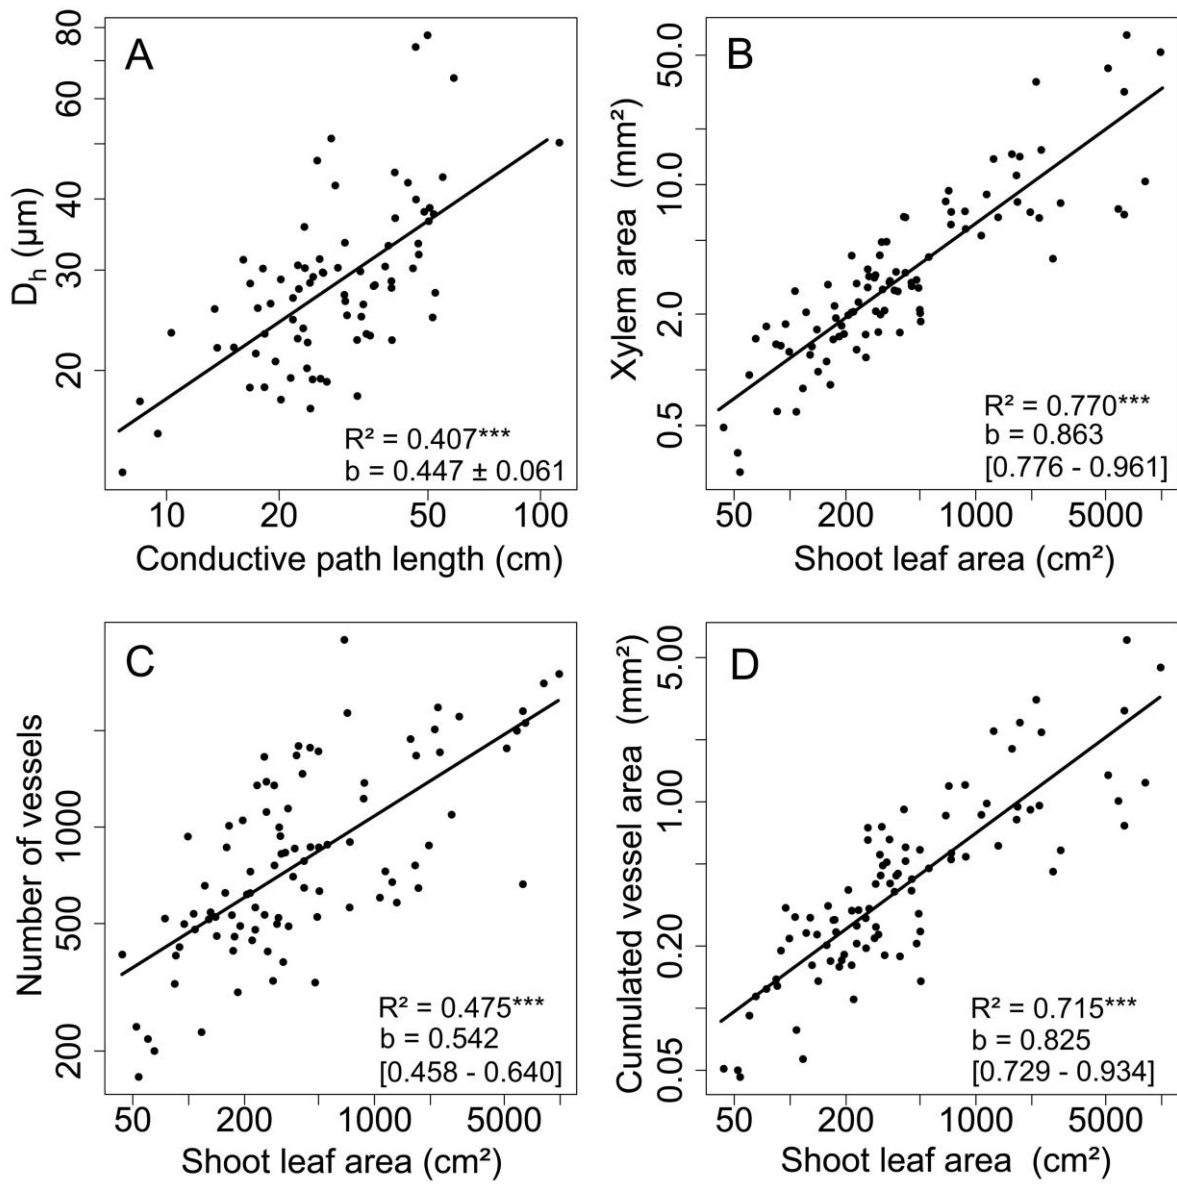 A
80
60
40
30
20
D_h (µm)
R² = 0.407***
b = 0.447 ± 0.061
10 20 50 100
Conductive path length (cm)
B
50.0
10.0
2.0
0.5
Xylem area (mm²)
R² = 0.770***
b = 0.863
[0.776 - 0.961]
50 200 1000 5000
Shoot leaf area (cm²)
C
1000
500
200
Number of vessels
R² = 0.475***
b = 0.542
[0.458 - 0.640]
50 200 1000 5000
Shoot leaf area (cm²)
D
5.00
1.00
0.20
0.05
Cumulated vessel area (mm²)
R² = 0.715***
b = 0.825
[0.729 - 0.934]
50 200 1000 5000
Shoot leaf area (cm²)